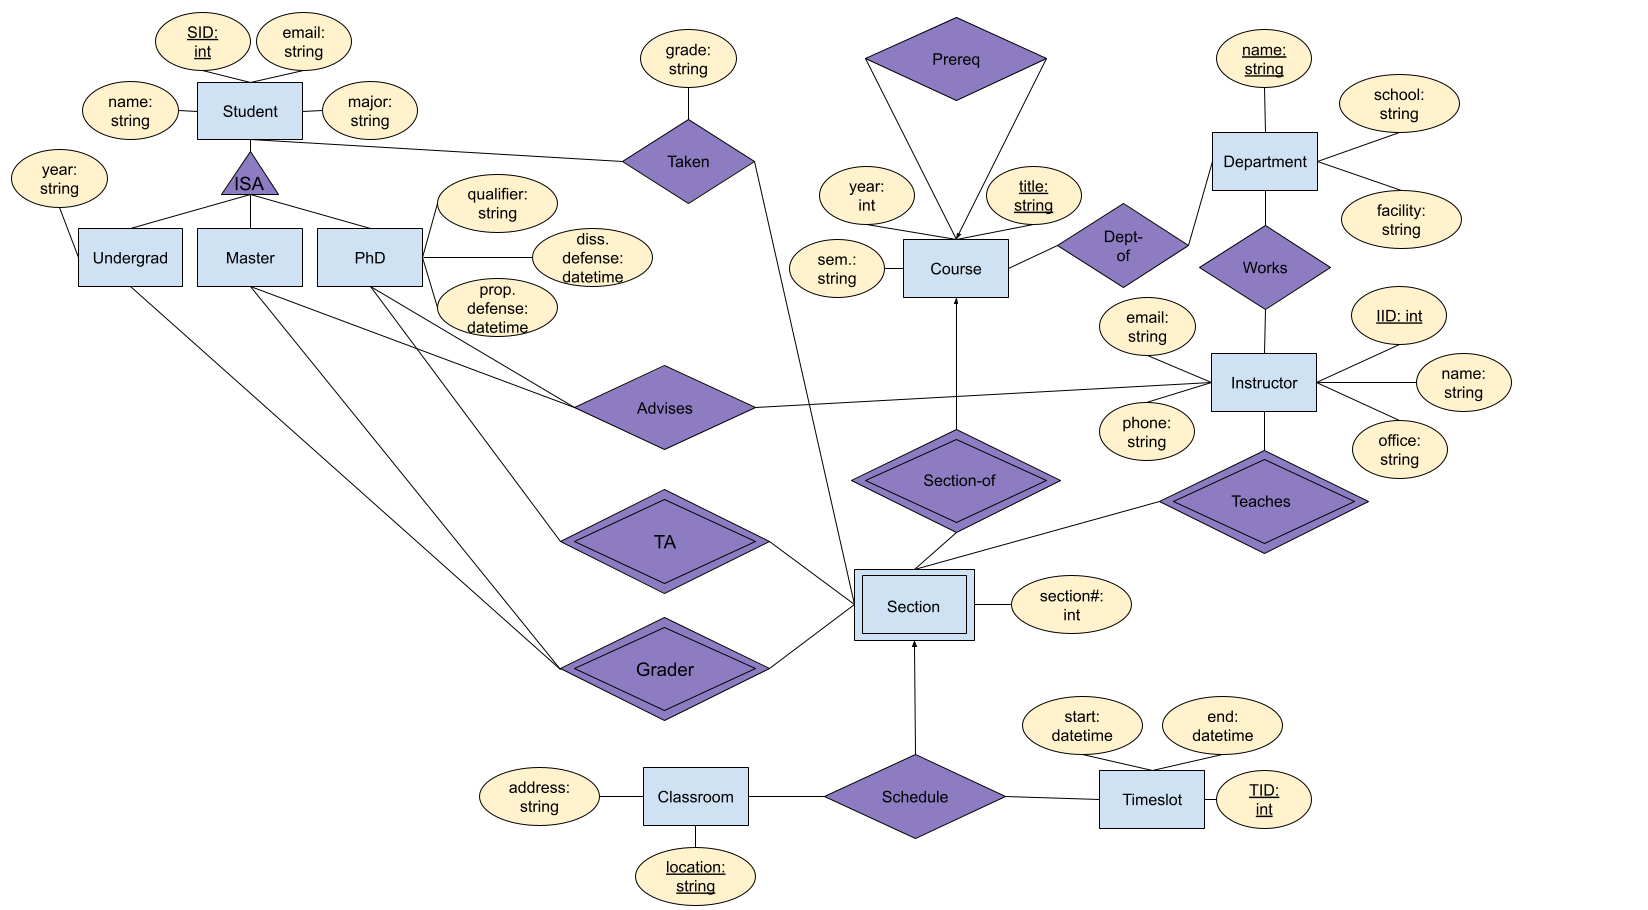 SID:
int
email:
string
name:
string
Student
major:
string
year:
string
ISA
Undergrad
Master
PhD
qualifier:
string
diss.
defense:
datetime
prop.
defense:
datetime
grade:
string
Taken
Prereq
year:
int
title:
string
sem.:
string
Course
Dept-
of
name:
string
school:
string
Department
facility:
string
Works
email:
string
IID: int
Instructor
name:
string
phone:
string
office:
string
Advises
Section-of
Teaches
TA
Grader
Section
section#:
int
address:
string
Classroom
location:
string
Schedule
start:
datetime
end:
datetime
Timeslot
TID:
int